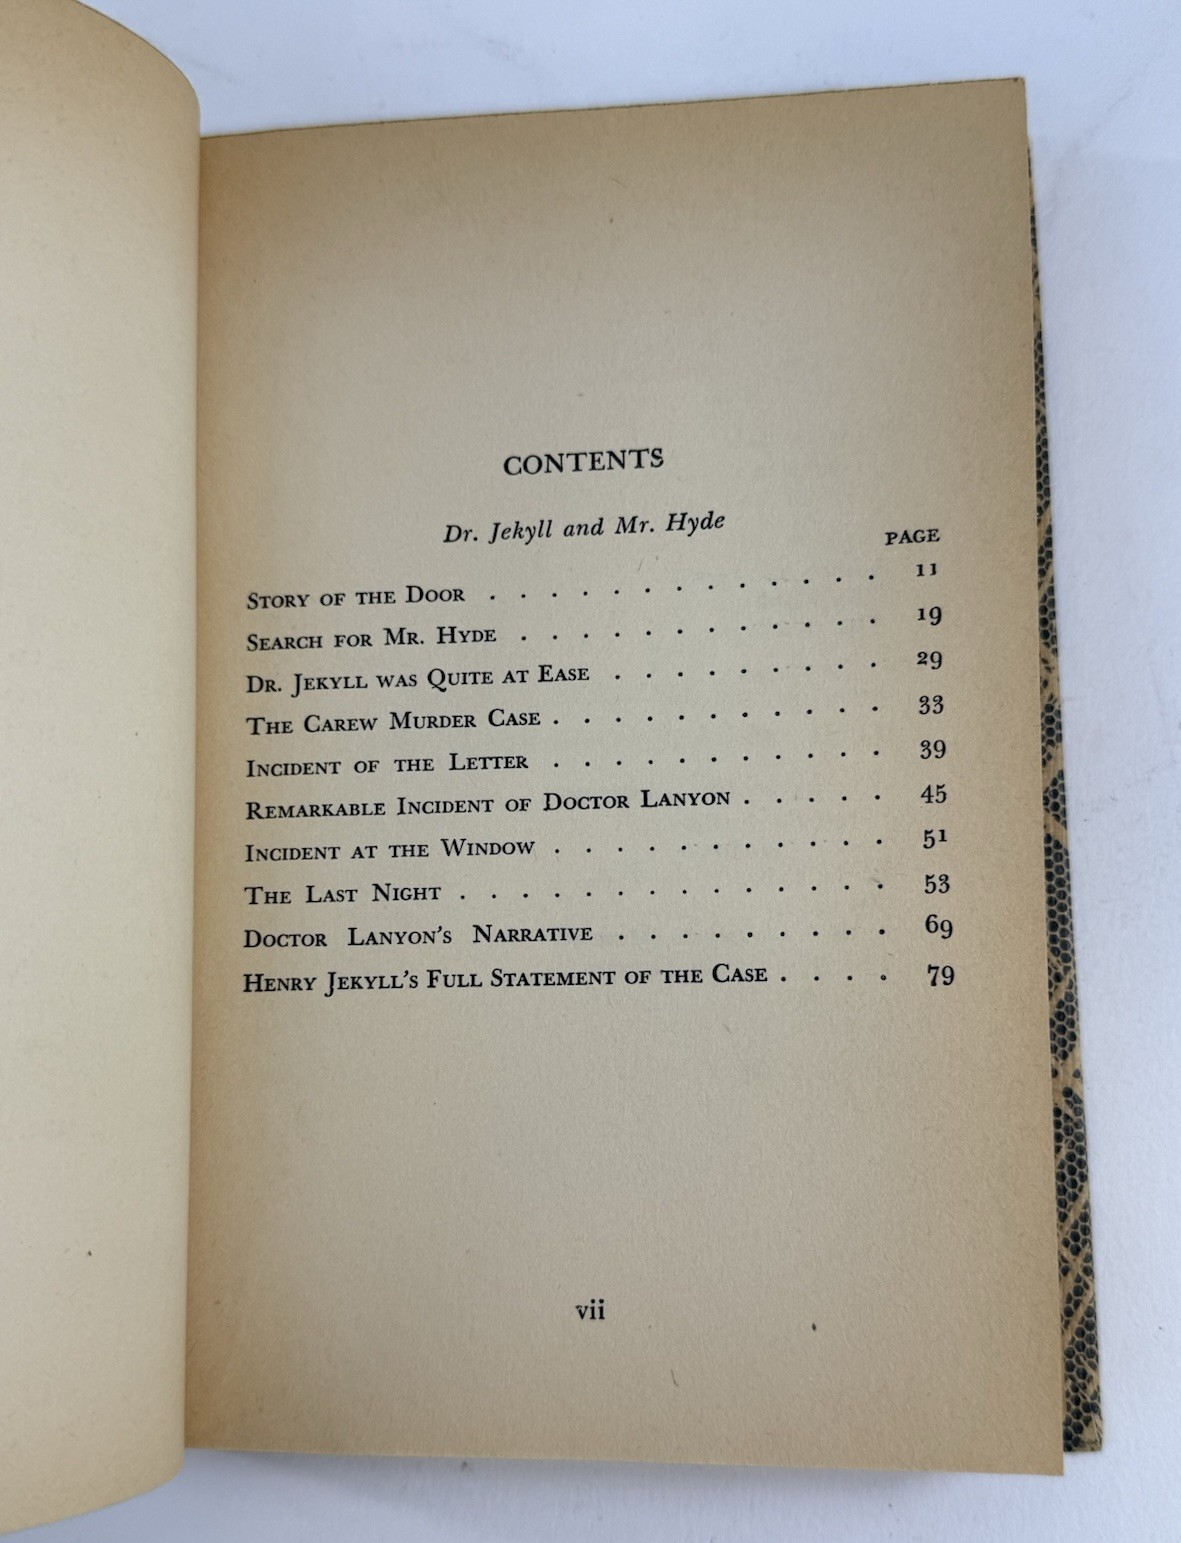 CONTENTS
Dr. Jekyll and Mr. Hyde
PAGE
STORY OF THE DOOR . . . . . . . . . . . . . 11
SEARCH FOR MR. HYDE . . . . . . . . . . . . 19
DR. JEKYLL WAS QUITE AT EASE . . . . . . . . . 29
THE CAREW MURDER CASE . . . . . . . . . . . 33
INCIDENT OF THE LETTER . . . . . . . . . . . 39
REMARKABLE INCIDENT OF DOCTOR LANYON . . . . . 45
INCIDENT AT THE WINDOW . . . . . . . . . . . 51
THE LAST NIGHT . . . . . . . . . . . . . . 53
DOCTOR LANYON'S NARRATIVE . . . . . . . . . 69
HENRY JEKYLL'S FULL STATEMENT OF THE CASE . . . . 79
vii